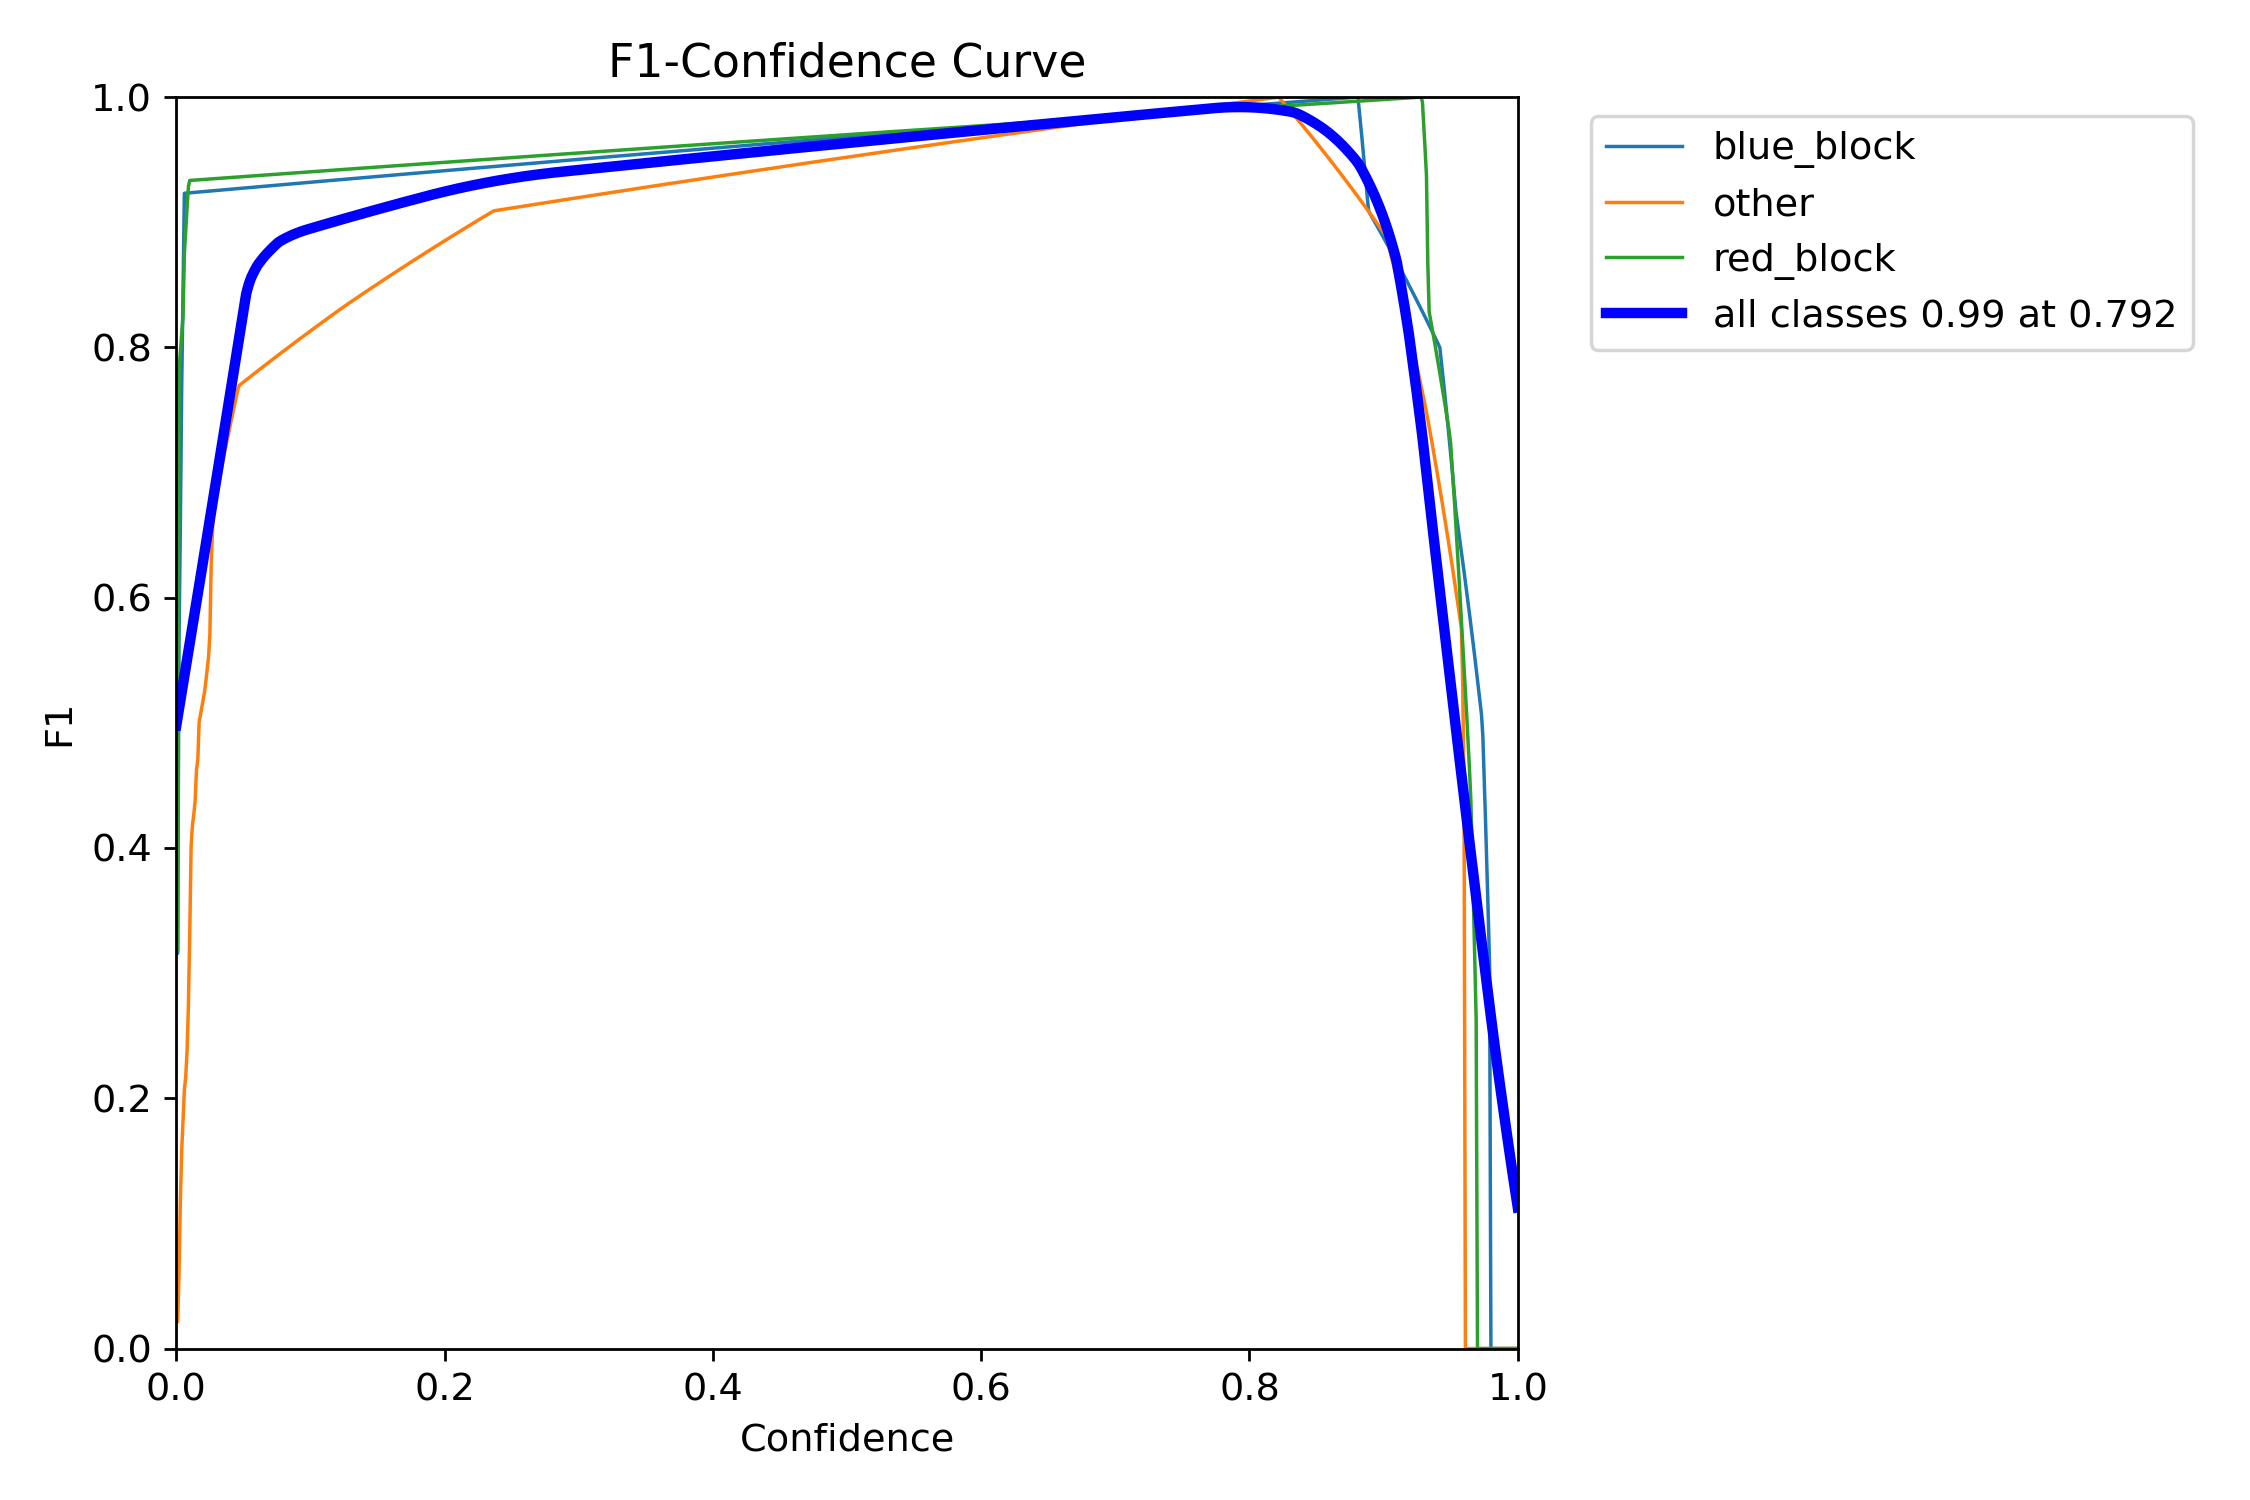 F1-Confidence Curve
1.0
0.8
0.6
0.4
0.2
0.0
F1
0.0 0.2 0.4 0.6 0.8 1.0
Confidence
blue_block
other
red_block
all classes 0.99 at 0.792